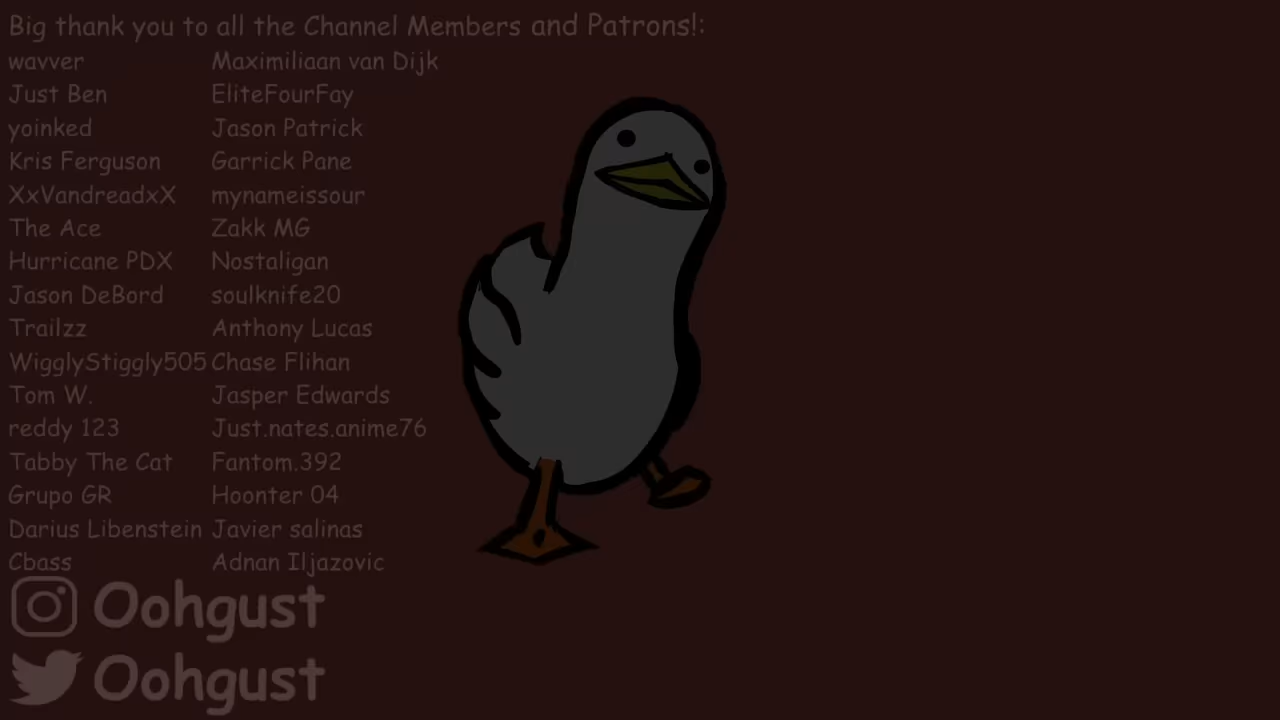 Big thank you to all the Channel Members and Patrons!:
wavver Maximiliaan van Dijk
Just Ben EliteFourFay
yoinked Jason Patrick
Kris Ferguson Garrick Pane
XxVandreadxX mynameissour
The Ace Zakk MG
Hurricane PDX Nostaligan
Jason DeBord soulknife20
Trailzz Anthony Lucas
WigglyStiggly505 Chase Flihan
Tom W. Jasper Edwards
reddy 123 Just.nates.anime76
Tabby The Cat Fantom.392
Grupo GR Hoonter 04
Darius Libenstein Javier salinas
Cbass Adnan Iljazovic
Oohgust
Oohgust